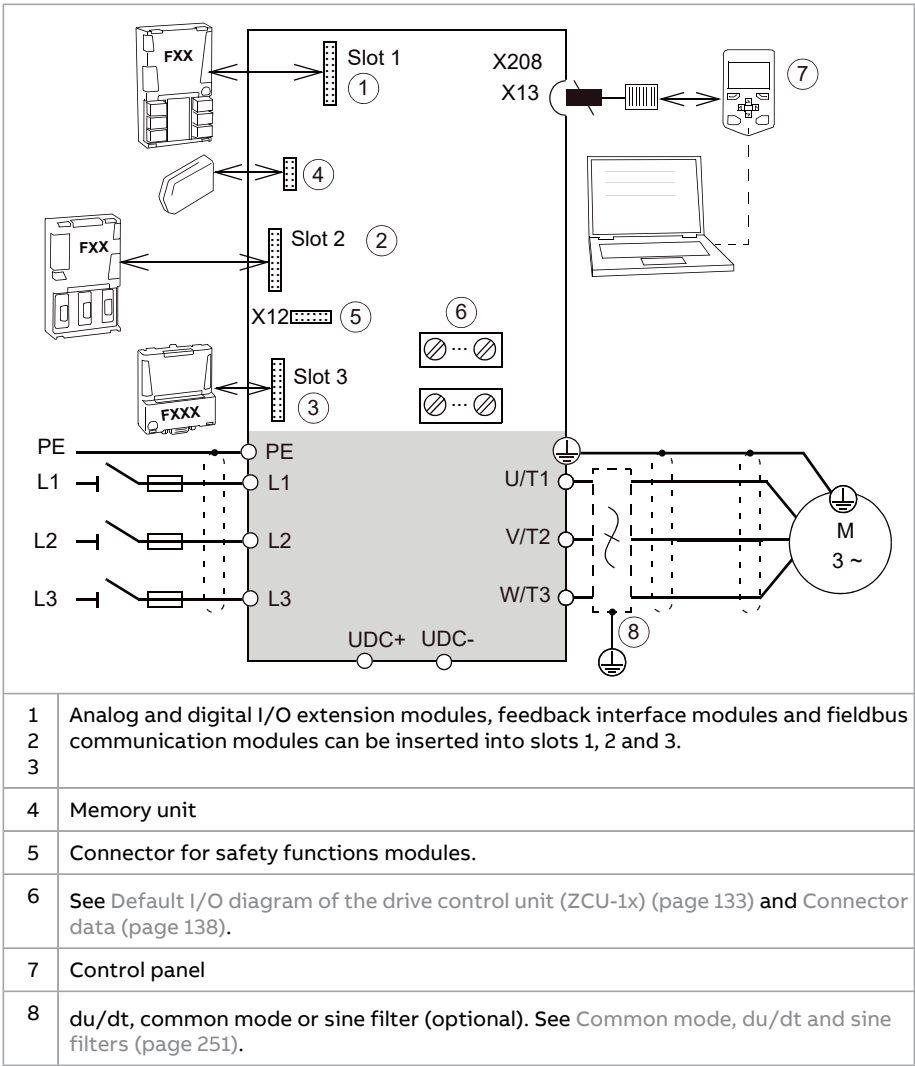 FXX
Slot 1
1
X208
X13
7
4
FXX
Slot 2
2
X12
5
6
...
FXXX
Slot 3
3
...
PE
PE
L1
L1
U/T1
L2
L2
V/T2
M
3 ~
L3
L3
W/T3
8
UDC+ UDC-
1
2
3
Analog and digital I/O extension modules, feedback interface modules and fieldbus
communication modules can be inserted into slots 1, 2 and 3.
4 Memory unit
5 Connector for safety functions modules.
6 See Default I/O diagram of the drive control unit (ZCU-1x) (page 133) and Connector
data (page 138).
7 Control panel
8 du/dt, common mode or sine filter (optional). See Common mode, du/dt and sine
filters (page 251).